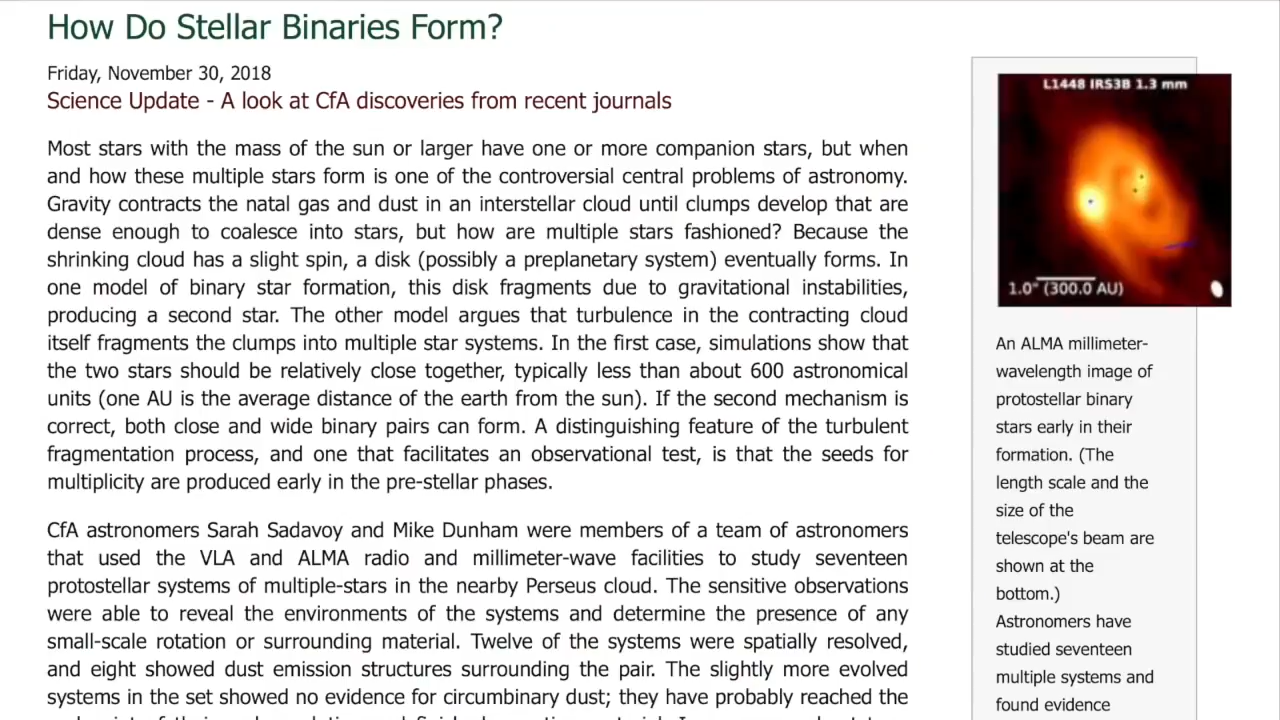 How Do Stellar Binaries Form?
Friday, November 30, 2018
Science Update - A look at CfA discoveries from recent journals
Most stars with the mass of the sun or larger have one or more companion stars, but when
and how these multiple stars form is one of the controversial central problems of astronomy.
Gravity contracts the natal gas and dust in an interstellar cloud until clumps develop that are
dense enough to coalesce into stars, but how are multiple stars fashioned? Because the
shrinking cloud has a slight spin, a disk (possibly a preplanetary system) eventually forms. In
one model of binary star formation, this disk fragments due to gravitational instabilities,
producing a second star. The other model argues that turbulence in the contracting cloud
itself fragments the clumps into multiple star systems. In the first case, simulations show that
the two stars should be relatively close together, typically less than about 600 astronomical
units (one AU is the average distance of the earth from the sun). If the second mechanism is
correct, both close and wide binary pairs can form. A distinguishing feature of the turbulent
fragmentation process, and one that facilitates an observational test, is that the seeds for
multiplicity are produced early in the pre-stellar phases.
CfA astronomers Sarah Sadavoy and Mike Dunham were members of a team of astronomers
that used the VLA and ALMA radio and millimeter-wave facilities to study seventeen
protostellar systems of multiple-stars in the nearby Perseus cloud. The sensitive observations
were able to reveal the environments of the systems and determine the presence of any
small-scale rotation or surrounding material. Twelve of the systems were spatially resolved,
and eight showed dust emission structures surrounding the pair. The slightly more evolved
systems in the set showed no evidence for circumbinary dust; they have probably reached the
L1448 IRS3B 1.3 mm
1.0" (300.0 AU)
An ALMA millimeter-
wavelength image of
protostellar binary
stars early in their
formation. (The
length scale and the
size of the
telescope's beam are
shown at the
bottom.)
Astronomers have
studied seventeen
multiple systems and
found evidence